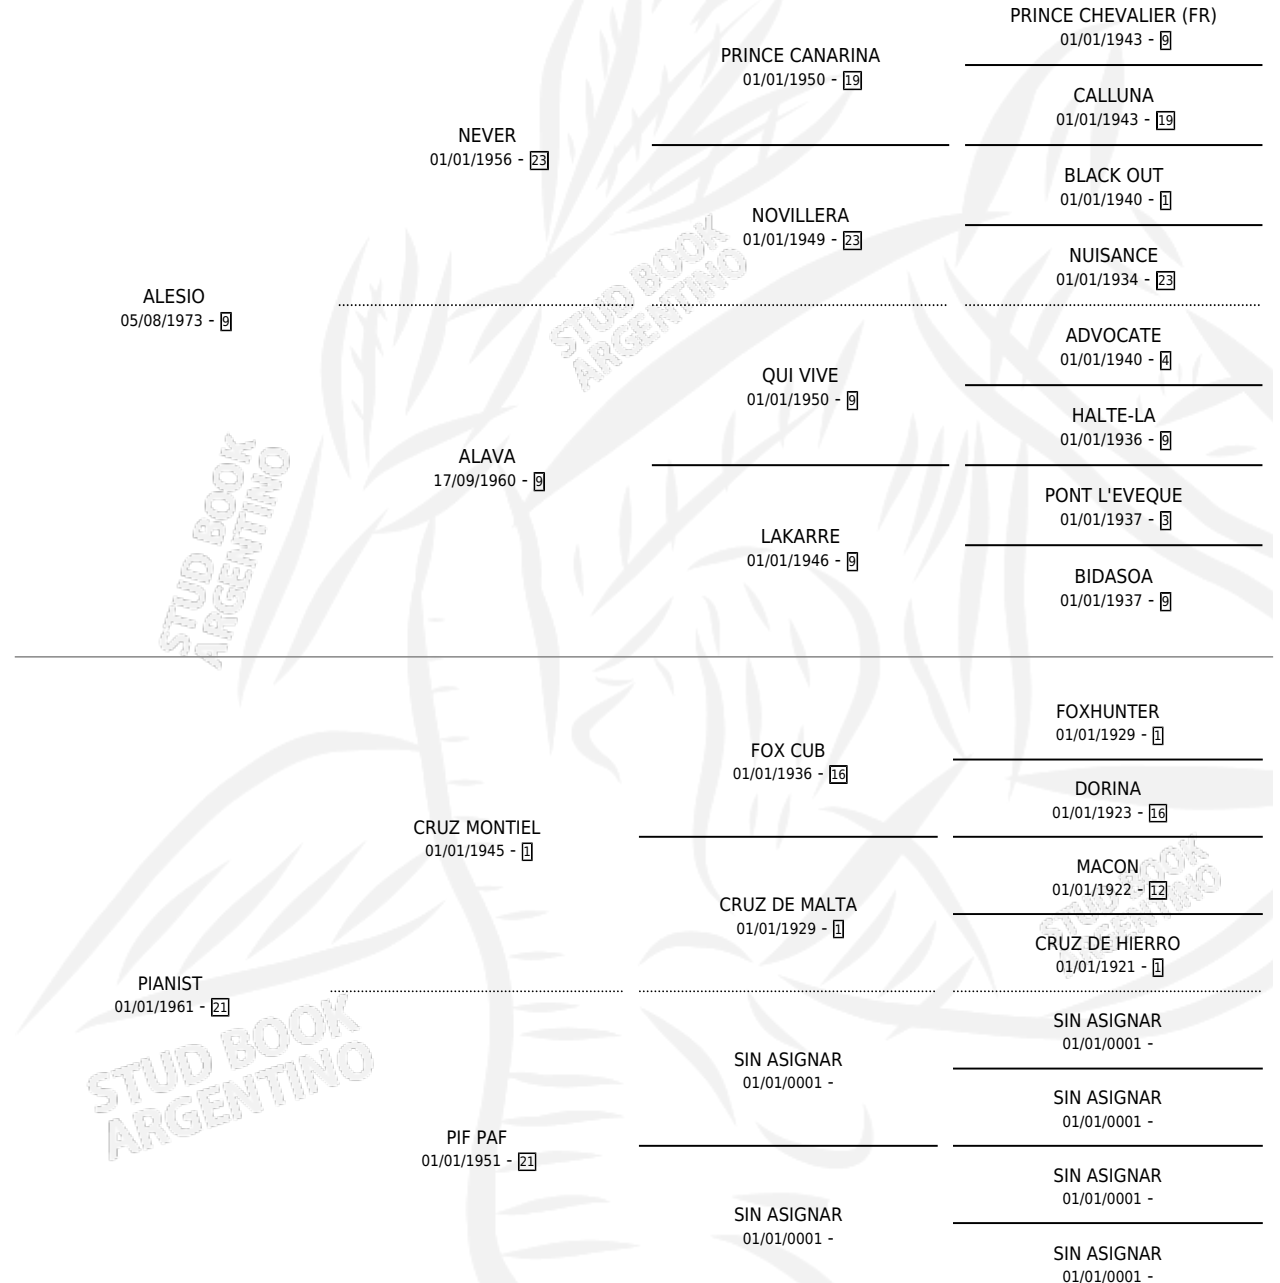 PRINCE CHEVALIER (FR)
01/01/1943 - 9
PRINCE CANARINA
01/01/1950 - 19
CALLUNA
01/01/1943 - 19
NEVER
01/01/1956 - 23
BLACK OUT
01/01/1940 - 1
NOVILLERA
01/01/1949 - 23
NUISANCE
01/01/1934 - 23
ALESIO
05/08/1973 - 9
ADVOCATE
01/01/1940 - 4
QUI VIVE
01/01/1950 - 9
HALTE-LA
01/01/1936 - 9
ALAVA
17/09/1960 - 9
PONT L'EVEQUE
01/01/1937 - 3
LAKARRE
01/01/1946 - 9
BIDASOA
01/01/1937 - 9
FOXHUNTER
01/01/1929 - 1
FOX CUB
01/01/1936 - 16
DORINA
01/01/1923 - 16
CRUZ MONTIEL
01/01/1945 - 1
MACON
01/01/1922 - 12
CRUZ DE MALTA
01/01/1929 - 1
CRUZ DE HIERRO
01/01/1921 - 1
PIANIST
01/01/1961 - 21
SIN ASIGNAR
01/01/0001 -
SIN ASIGNAR
01/01/0001 -
SIN ASIGNAR
01/01/0001 -
PIF PAF
01/01/1951 - 21
SIN ASIGNAR
01/01/0001 -
SIN ASIGNAR
01/01/0001 -
SIN ASIGNAR
01/01/0001 -
STUD BOOK
ARGENTINO
STUD BOOK
ARGENTINO
STUD BOOK
ARGENTINO
STUD BOOK
ARGENTINO